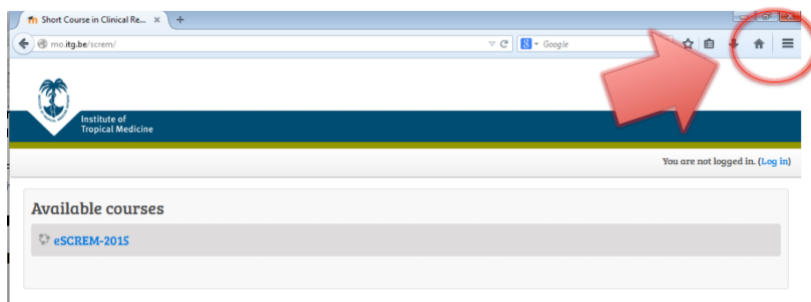 Short Course in Clinical Re...
mo.itg.be/screm/
Google
Institute of
Tropical Medicine
You are not logged in. (Log in)
Available courses
eSCREM-2015